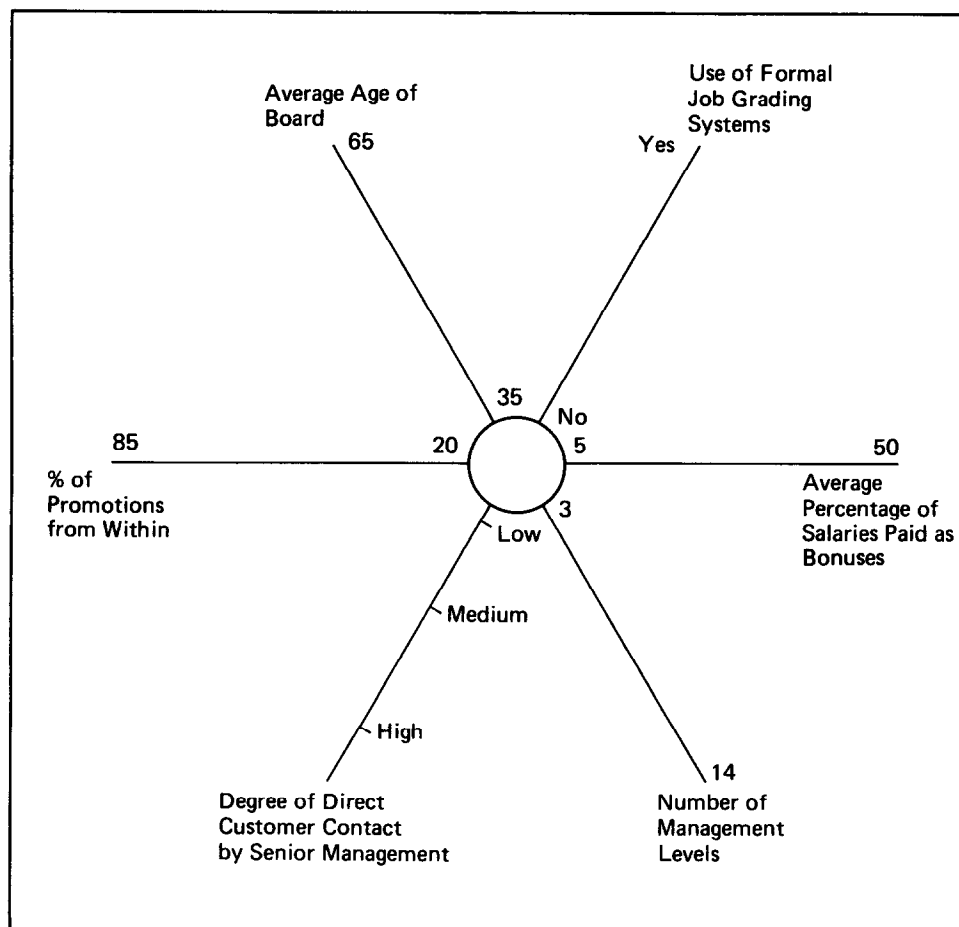 Average Age of
Board
65
Use of Formal
Job Grading
Systems
Yes
35
No
85
20
5
50
% of
Promotions
from Within
Average
Percentage of
Salaries Paid as
Bonuses
3
Low
Medium
High
14
Degree of Direct
Customer Contact
by Senior Management
Number of
Management
Levels